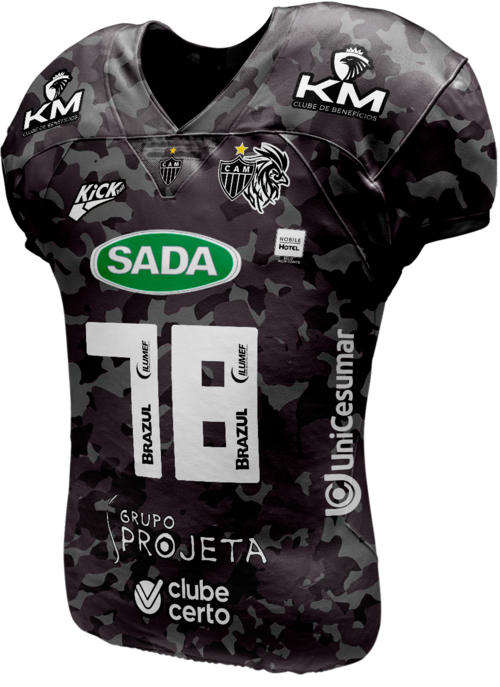 KM
CLUBE DE BENEFÍCIOS
KM
CLUBE DE BENEFÍCIOS
CAM
CAM
KICK
NOBILE
HOTEL
SADA
18
ILUMEF
BRAZUL
ILUMEF
BRAZUL
UniCesumar
GRUPO
PROJETA
clube
certo